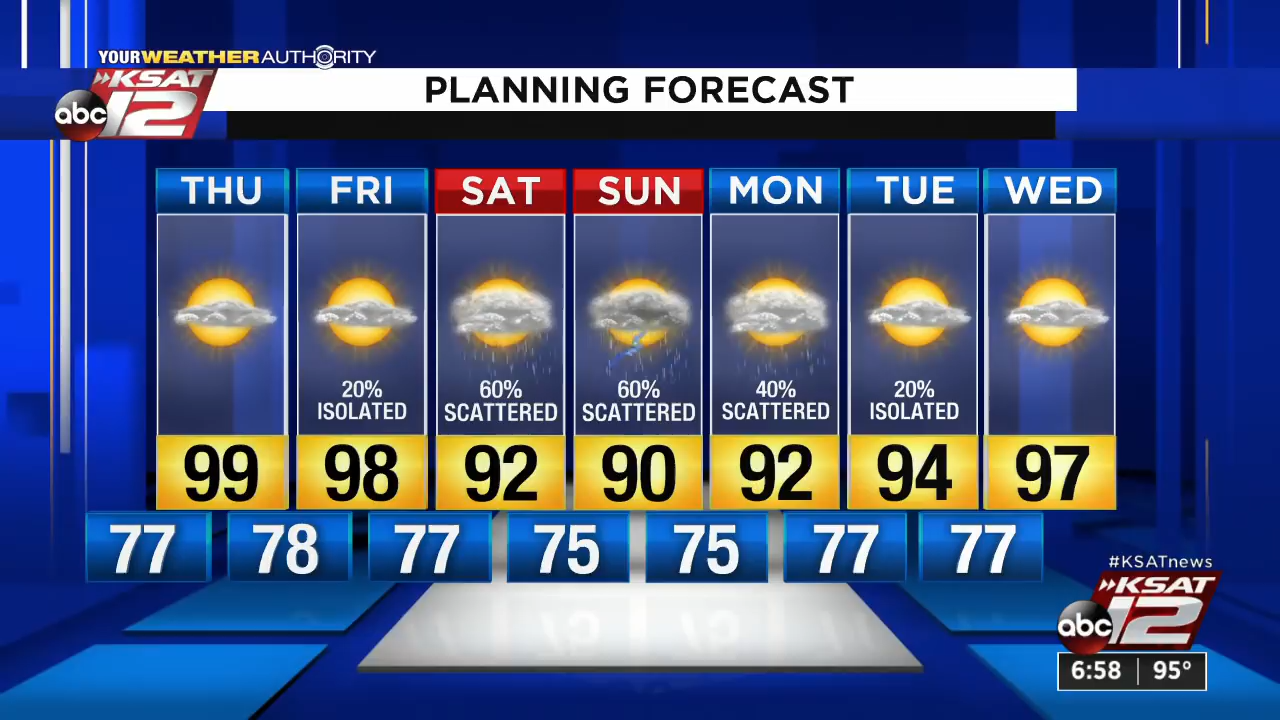 YOURWEATHERAUTHORITY
KSAT
abc 12
PLANNING FORECAST
THU FRI SAT SUN MON TUE WED
20% 60% 60% 40% 20%
ISOLATED SCATTERED SCATTERED SCATTERED ISOLATED
99 98 92 90 92 94 97
77 78 77 75 75 77 77
#KSATnews
KSAT
abc 12
6:58 95°